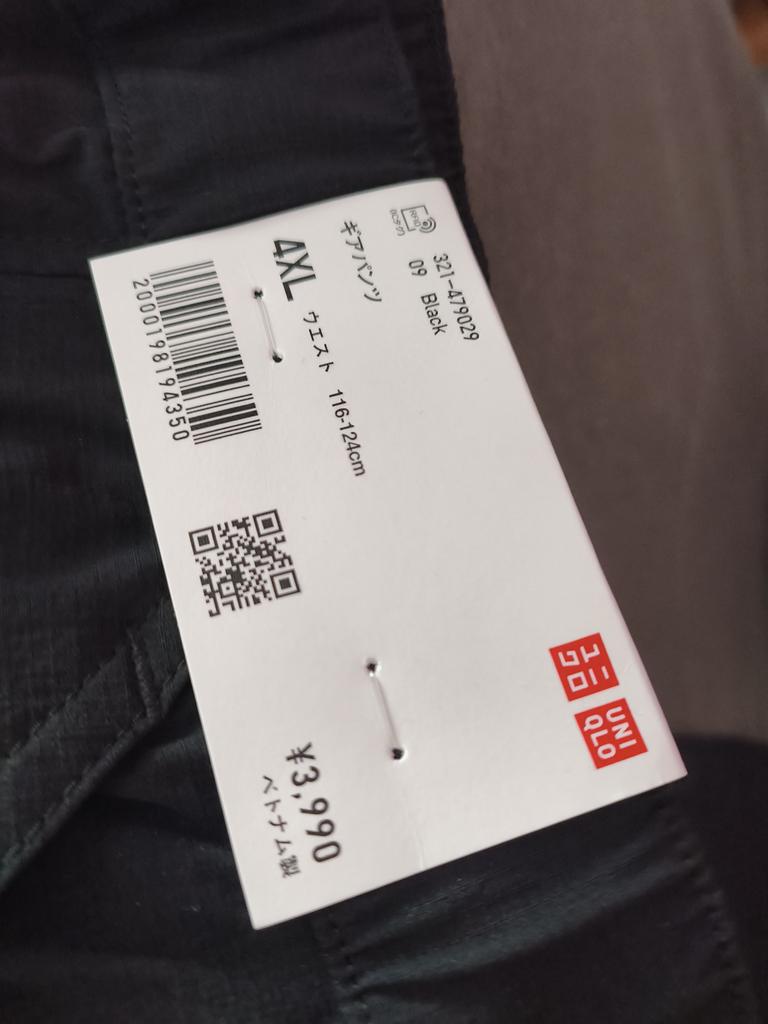 RFID
(ICタグ)
321-479029
09 Black
ギアパンツ
4XL ウエスト 116-124cm
2000198194350
ユニ
クロ
UNI
QLO
¥3,990
ベトナム製